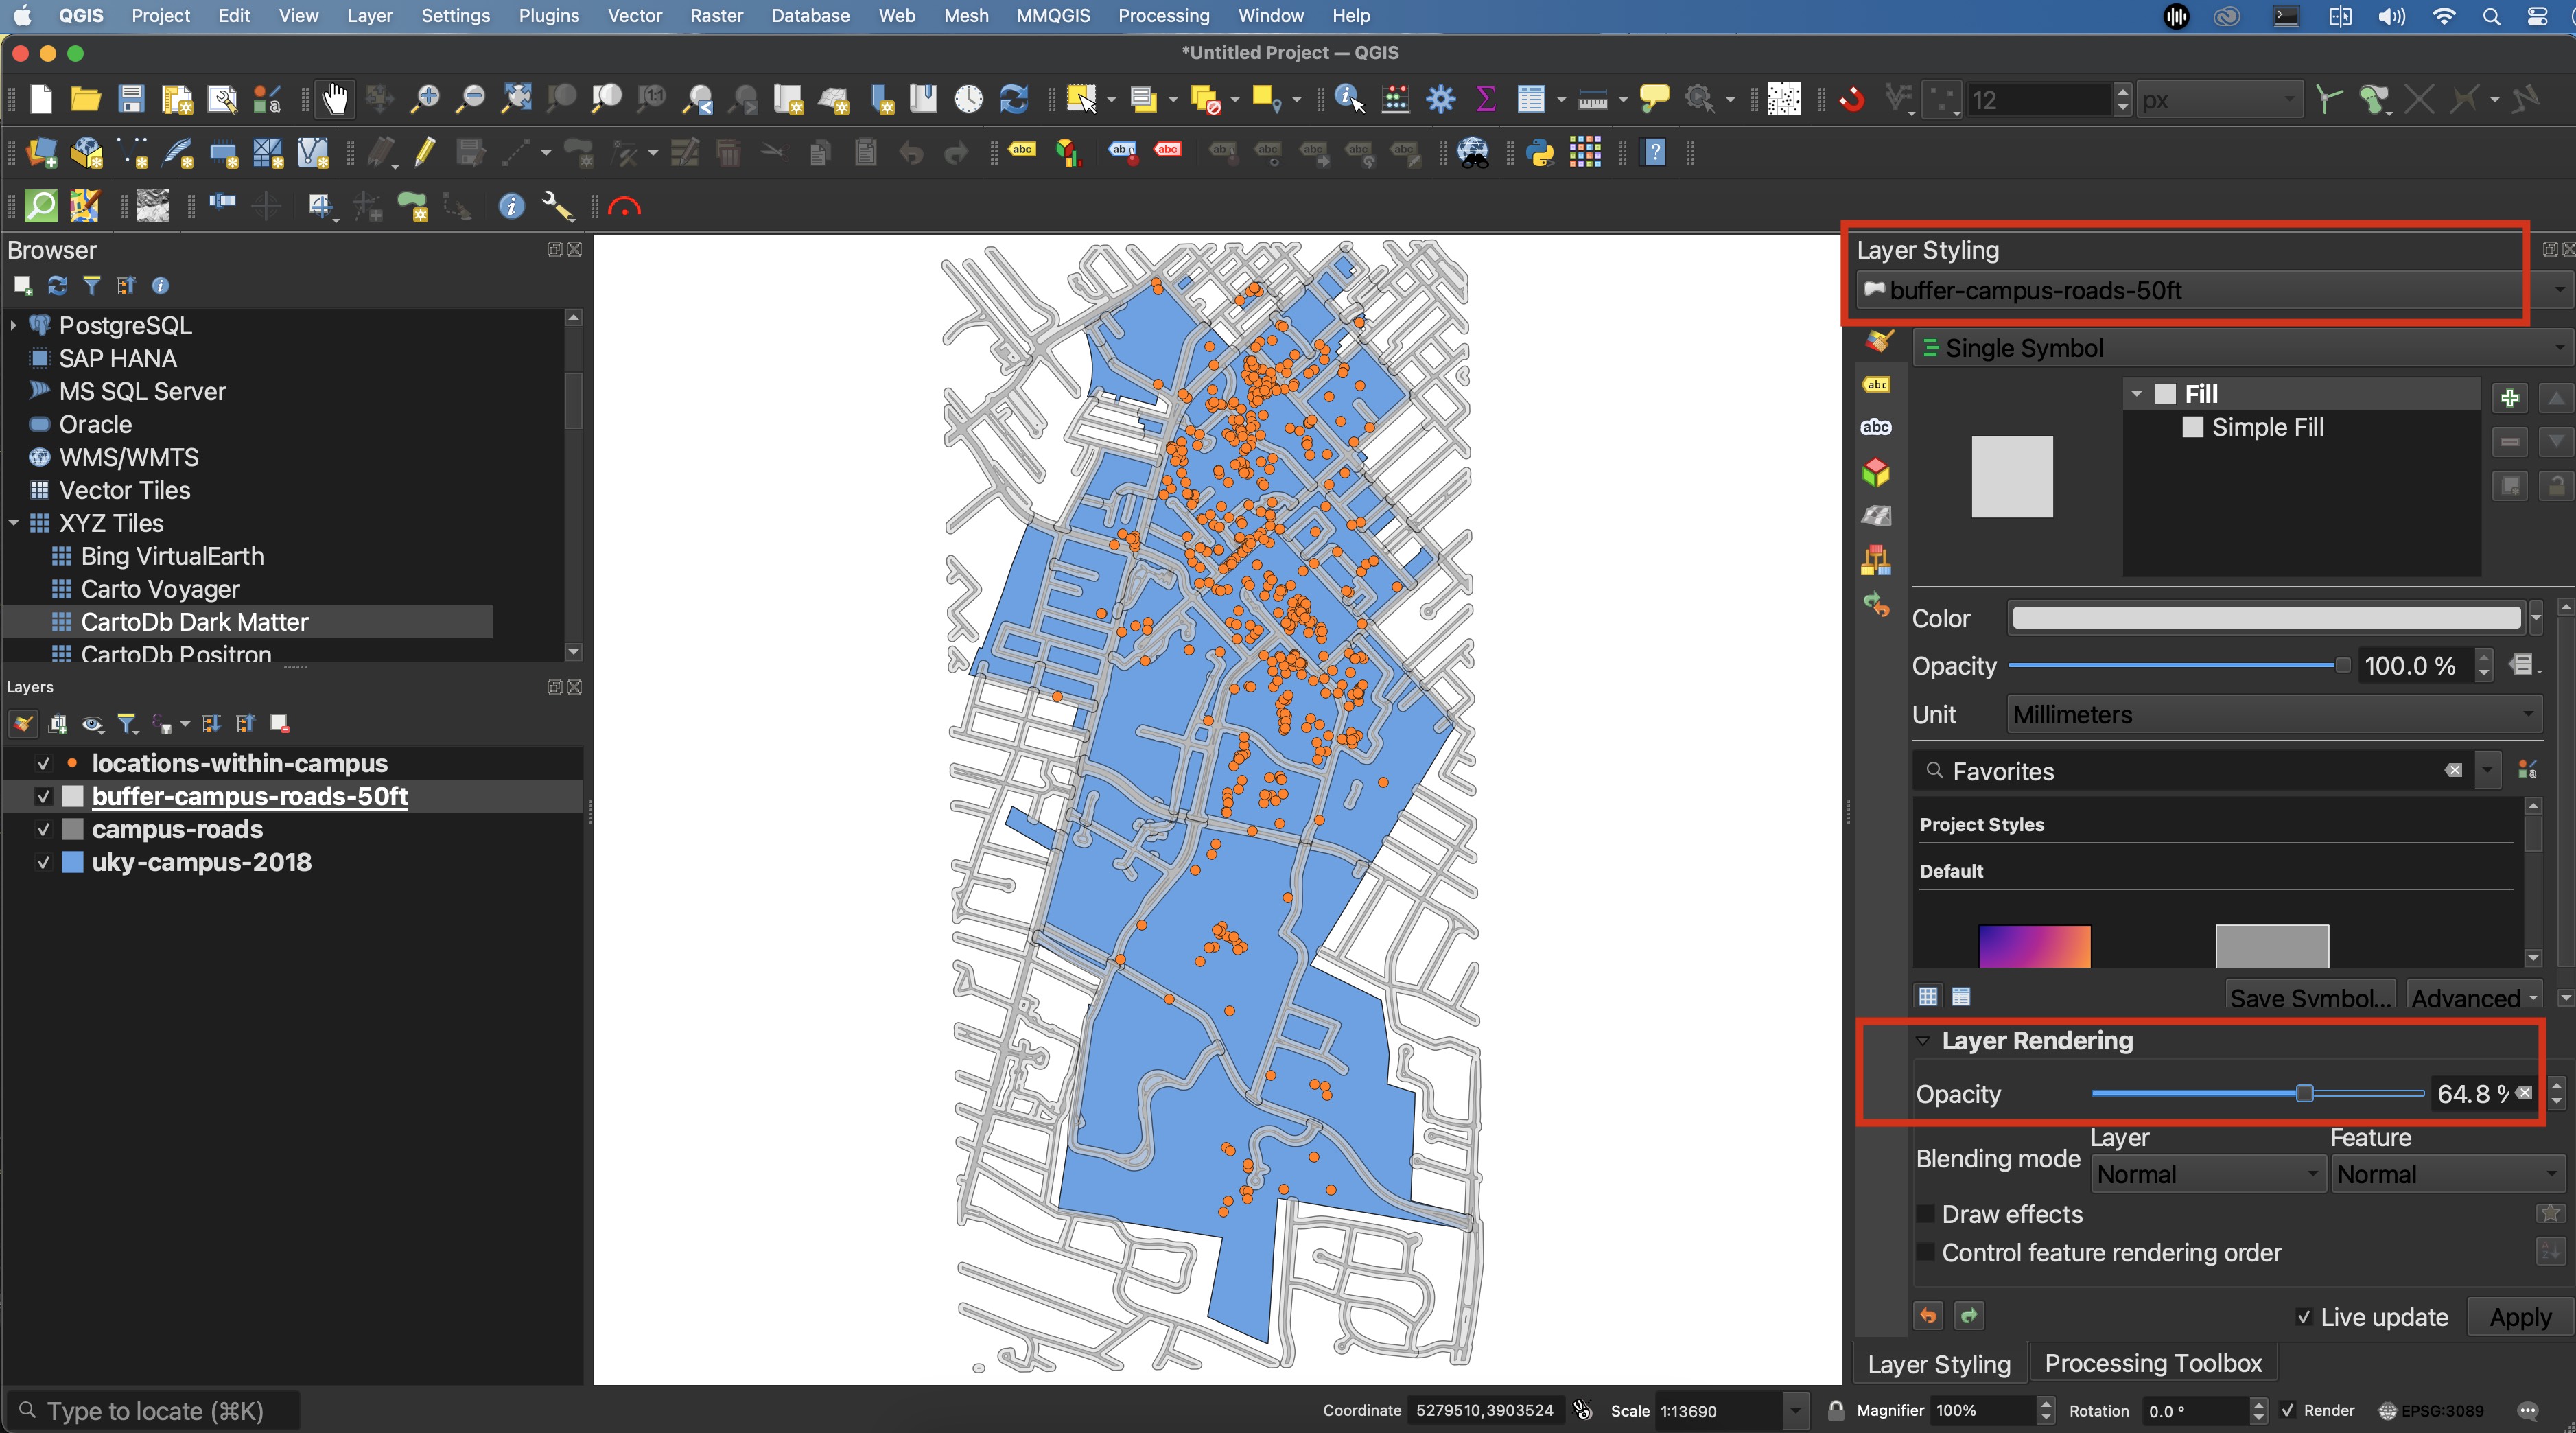 QGIS Project Edit View Layer Settings Plugins Vector Raster Database Web Mesh MMQGIS Processing Window Help
*Untitled Project — QGIS
12 px
abc
Browser
PostgreSQL
SAP HANA
MS SQL Server
Oracle
WMS/WMTS
Vector Tiles
XYZ Tiles
Bing VirtualEarth
Carto Voyager
CartoDb Dark Matter
CartoDb Positron
Layers
locations-within-campus
buffer-campus-roads-50ft
campus-roads
uky-campus-2018
Layer Styling
buffer-campus-roads-50ft
Single Symbol
Fill
Simple Fill
Color
Opacity 100.0 %
Unit Millimeters
Favorites
Project Styles
Default
Save Symbol... Advanced
Layer Rendering
Opacity 64.8 %
Layer Feature
Blending mode Normal Normal
Draw effects
Control feature rendering order
Live update Apply
Layer Styling Processing Toolbox
Type to locate (⌘K) Coordinate 5279510,3903524 Scale 1:13690 Magnifier 100% Rotation 0.0 ° Render EPSG:3089